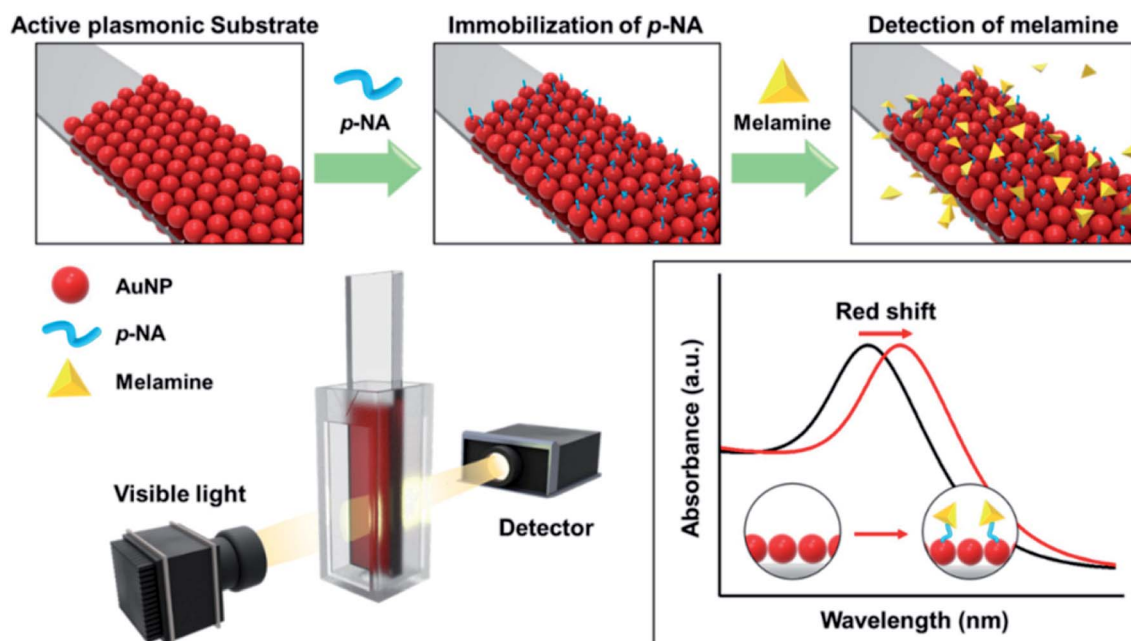 Active plasmonic Substrate
Immobilization of p-NA
Detection of melamine
p-NA
Melamine
AuNP
p-NA
Melamine
Visible light
Detector
Red shift
Absorbance (a.u.)
Wavelength (nm)